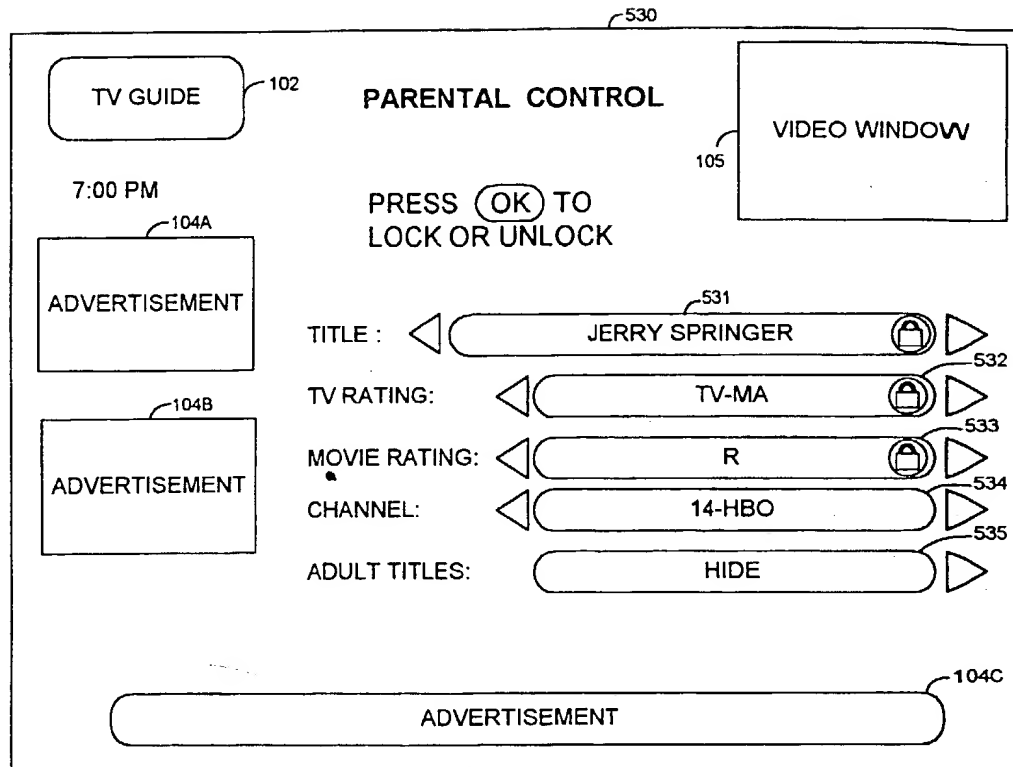 530
TV GUIDE
102
PARENTAL CONTROL
VIDEO WINDOW
105
7:00 PM
PRESS OK TO
LOCK OR UNLOCK
104A
ADVERTISEMENT
104B
ADVERTISEMENT
531
TITLE : JERRY SPRINGER
532
TV RATING: TV-MA
533
MOVIE RATING: R
534
CHANNEL: 14-HBO
535
ADULT TITLES: HIDE
104C
ADVERTISEMENT